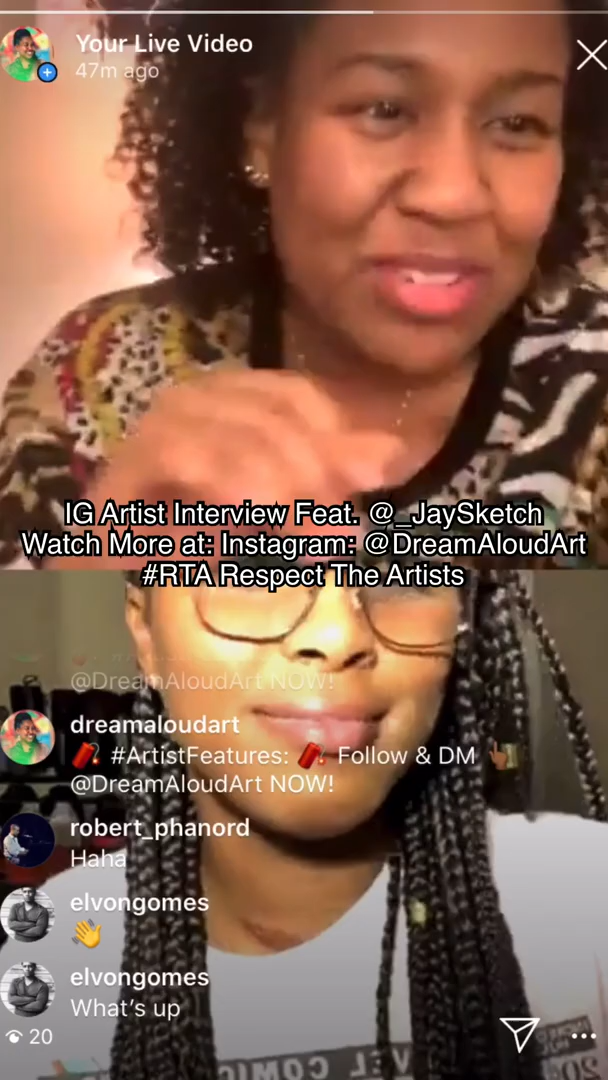 Your Live Video
47m ago
IG Artist Interview Feat. @_JaySketch
Watch More at: Instagram: @DreamAloudArt
#RTA Respect The Artists
@DreamAloudArt NOW!
dreamaloudart
🧨 #ArtistFeatures: 🧨 Follow & DM
@DreamAloudArt NOW!
robert_phanord
Haha
elvongomes
👋
elvongomes
What's up
20